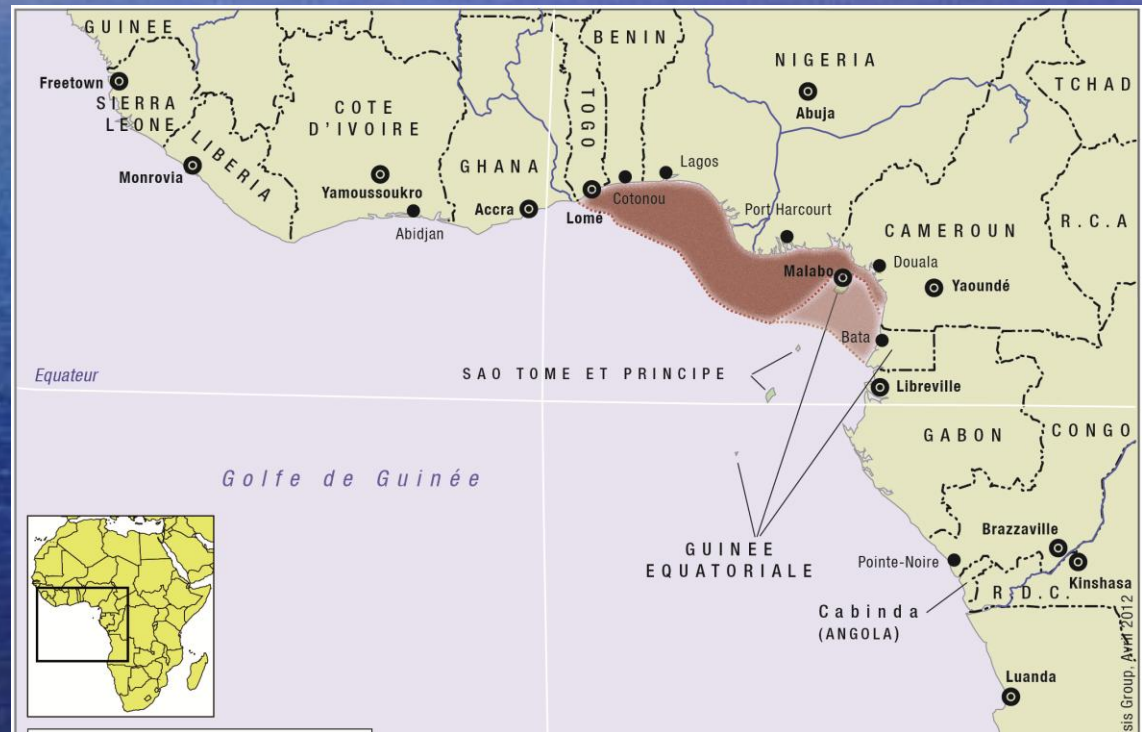 GUINEE
BENIN
NIGERIA
TCHAD
Freetown
SIERRA
LEONE
COTE
D'IVOIRE
TOGO
Abuja
LIBERIA
GHANA
Lagos
Monrovia
Yamoussoukro
Accra
Lomé
Cotonou
Port Harcourt
R.C.A
Abidjan
CAMEROUN
Malabo
Douala
Yaoundé
Bata
SAO TOME ET PRINCIPE
Equateur
Libreville
GABON
CONGO
Golfe de Guinée
GUINEE
EQUATORIALE
Brazzaville
Pointe-Noire
Kinshasa
R.D.C.
Cabinda
(ANGOLA)
Luanda
sis Group, Avril 2012